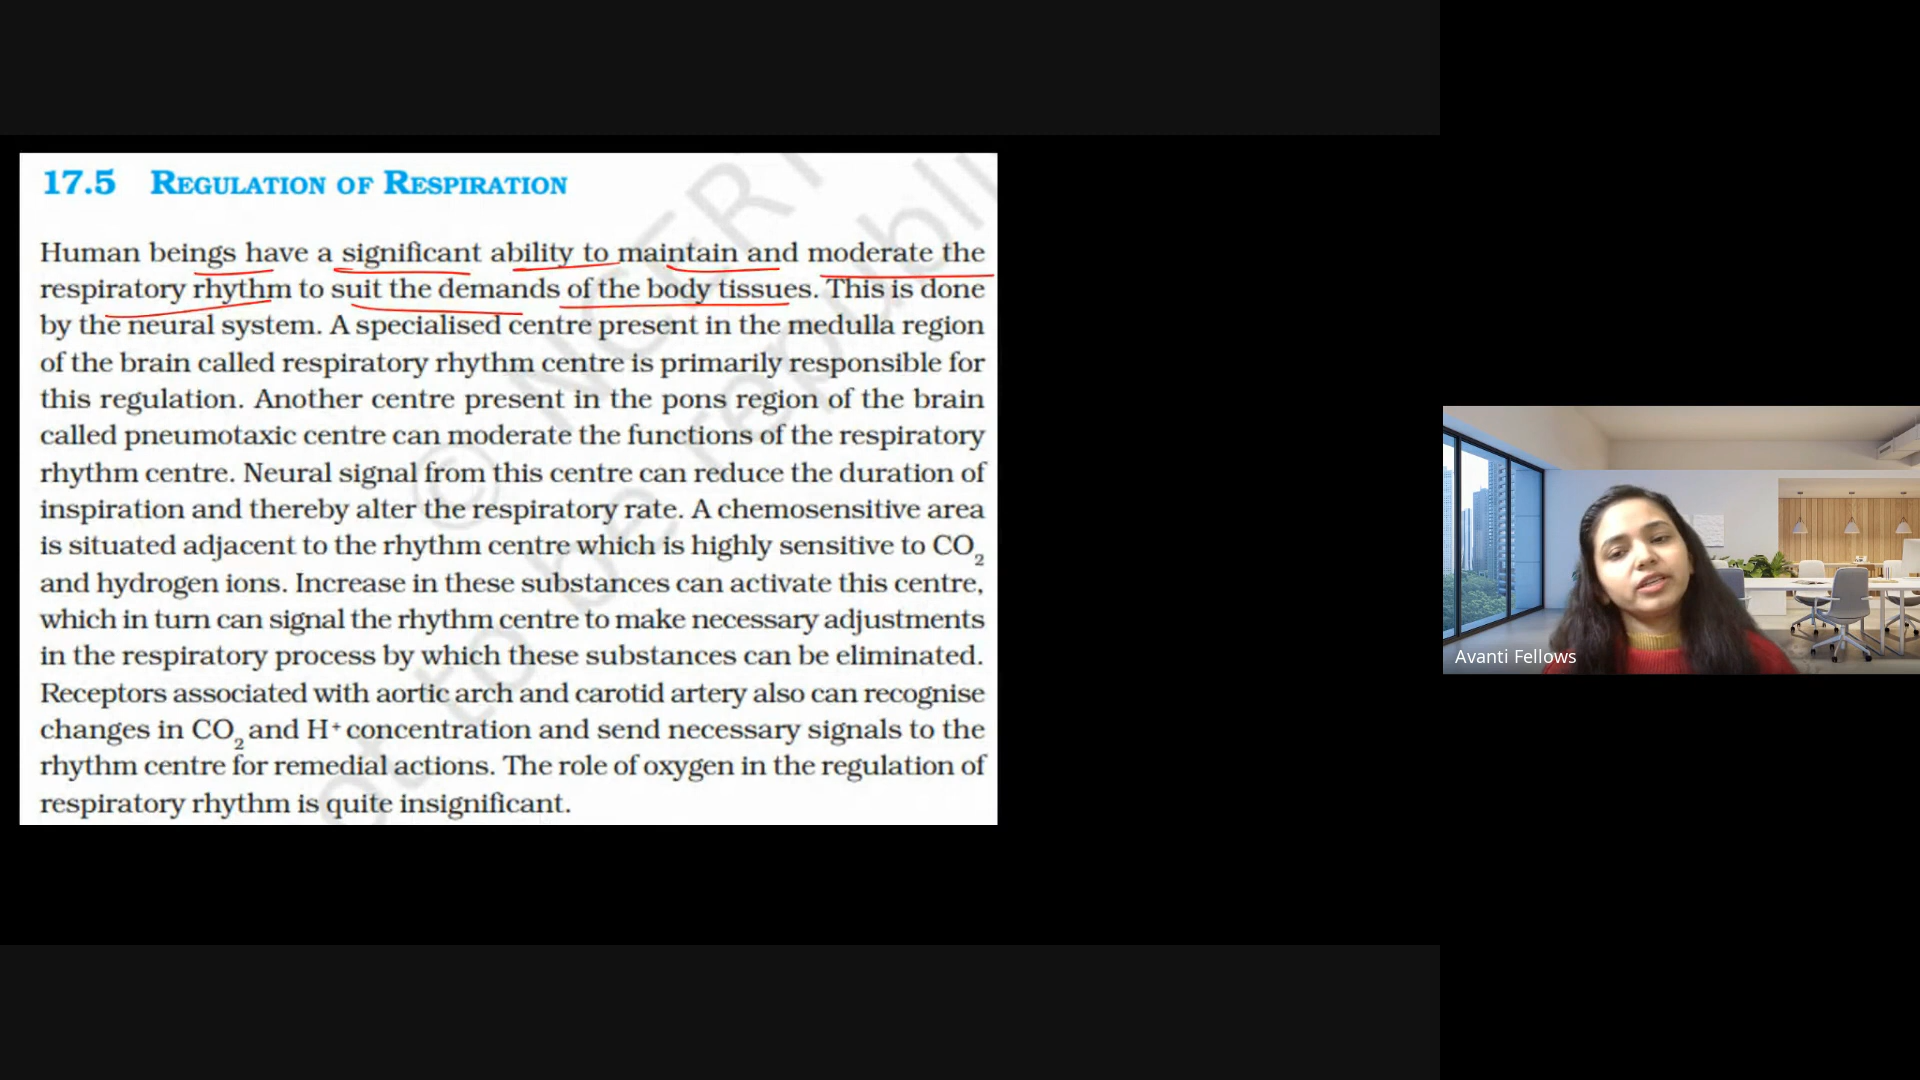 17.5 REGULATION OF RESPIRATION
Human beings have a significant ability to maintain and moderate the
respiratory rhythm to suit the demands of the body tissues. This is done
by the neural system. A specialised centre present in the medulla region
of the brain called respiratory rhythm centre is primarily responsible for
this regulation. Another centre present in the pons region of the brain
called pneumotaxic centre can moderate the functions of the respiratory
rhythm centre. Neural signal from this centre can reduce the duration of
inspiration and thereby alter the respiratory rate. A chemosensitive area
is situated adjacent to the rhythm centre which is highly sensitive to CO₂
and hydrogen ions. Increase in these substances can activate this centre,
which in turn can signal the rhythm centre to make necessary adjustments
in the respiratory process by which these substances can be eliminated.
Receptors associated with aortic arch and carotid artery also can recognise
changes in CO₂ and H⁺ concentration and send necessary signals to the
rhythm centre for remedial actions. The role of oxygen in the regulation of
respiratory rhythm is quite insignificant.
© NCERT
be republi
Avanti Fellows